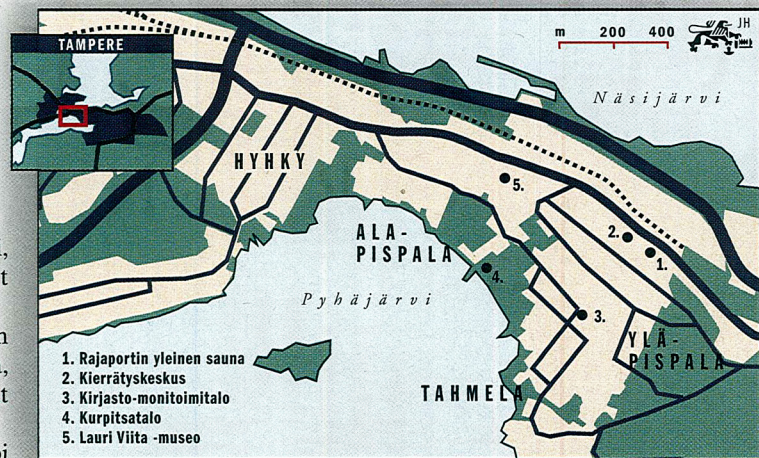 TAMPERE
m 200 400
JH
Näsijärvi
HYHKY
5.
ALA-
PISPALA
2.
1.
4.
Pyhäjärvi
3.
YLÄ-
PISPALA
TAHMELA
1. Rajaportin yleinen sauna
2. Kierrätyskeskus
3. Kirjasto-monitoimitalo
4. Kurpitsatalo
5. Lauri Viita -museo